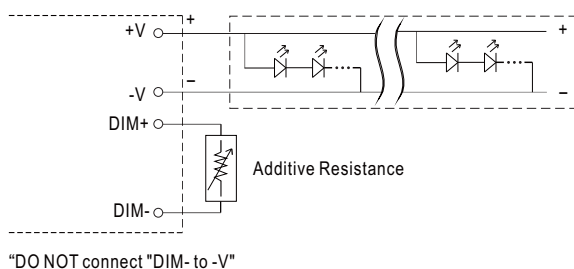 +
+V
+
-
-V
-
DIM+
Additive Resistance
DIM-
“DO NOT connect "DIM- to -V"